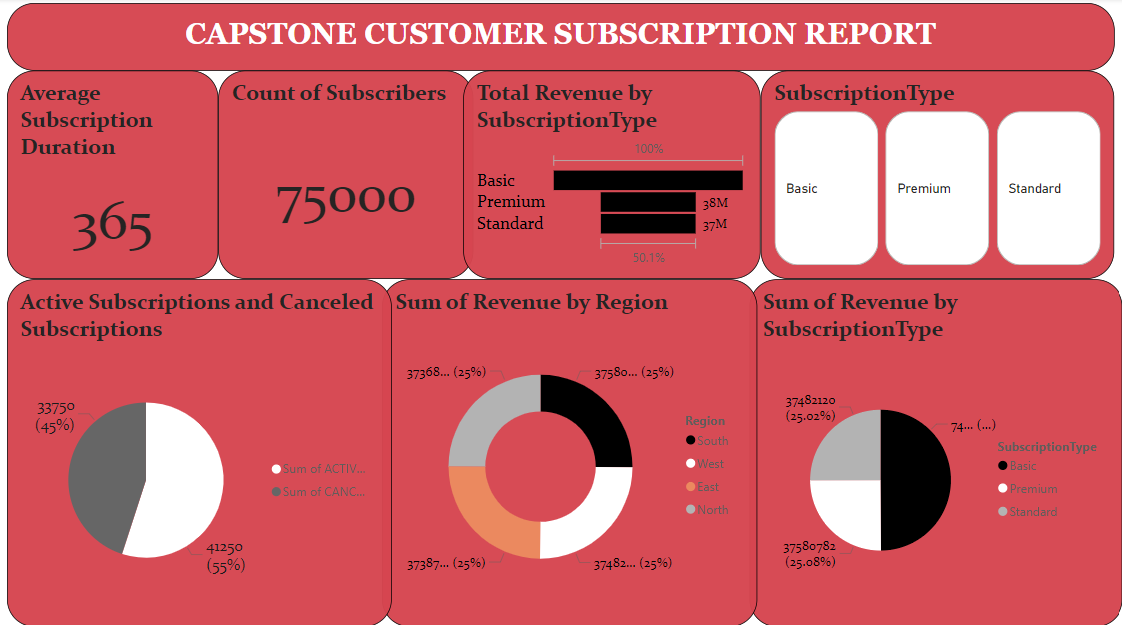 CAPSTONE CUSTOMER SUBSCRIPTION REPORT
Average
Subscription
Duration
365
Count of Subscribers
75000
Total Revenue by
SubscriptionType
100%
Basic
Premium
38M
Standard
37M
50.1%
SubscriptionType
Basic
Premium
Standard
Active Subscriptions and Canceled
Subscriptions
33750
(45%)
41250
(55%)
Sum of ACTIV...
Sum of CANC...
Sum of Revenue by Region
37368... (25%)
37580... (25%)
37387... (25%)
37482... (25%)
Region
South
West
East
North
Sum of Revenue by
SubscriptionType
37482120
(25.02%)
74... (...)
37580782
(25.08%)
SubscriptionType
Basic
Premium
Standard